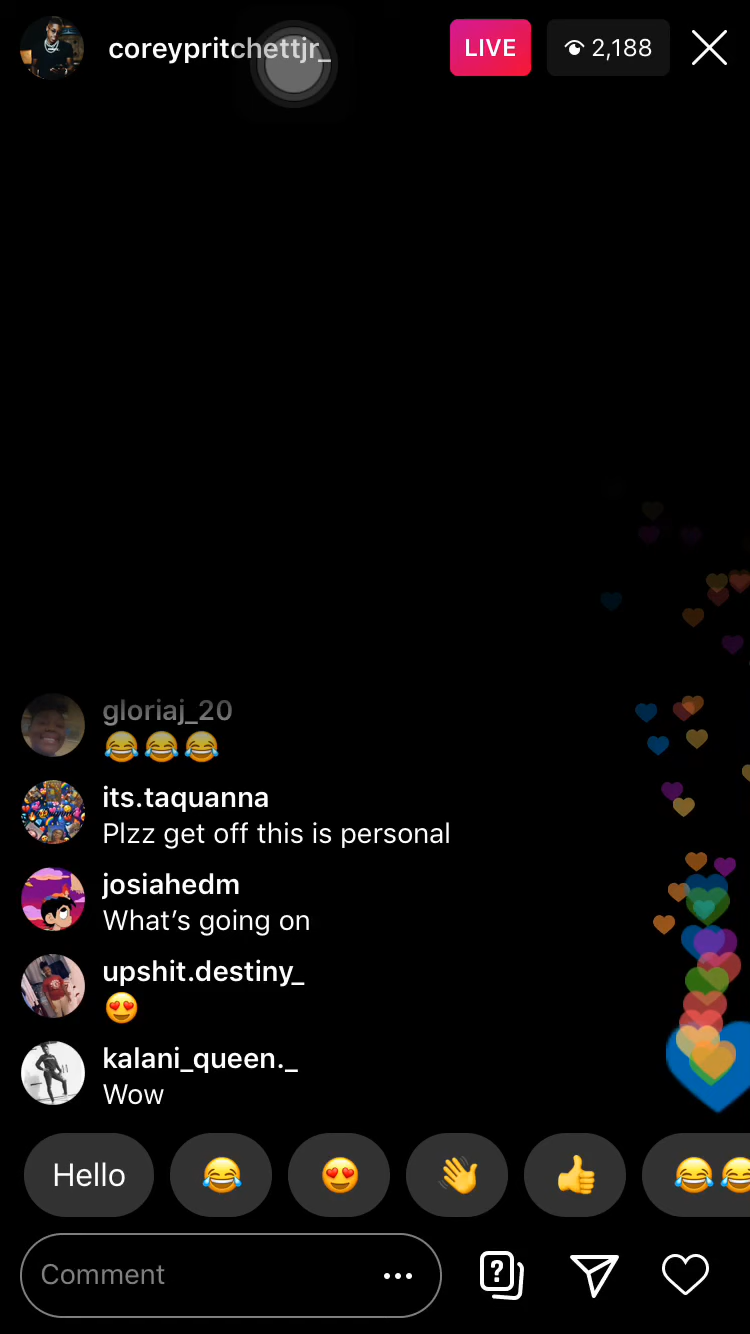 coreypritchettjr_
LIVE
2,188
gloriaj_20
😂😂😂
its.taquanna
Plzz get off this is personal
josiahedm
What’s going on
upshit.destiny_
😍
kalani_queen._
Wow
Hello 😂 😍 👋 👍 😂😂
Comment